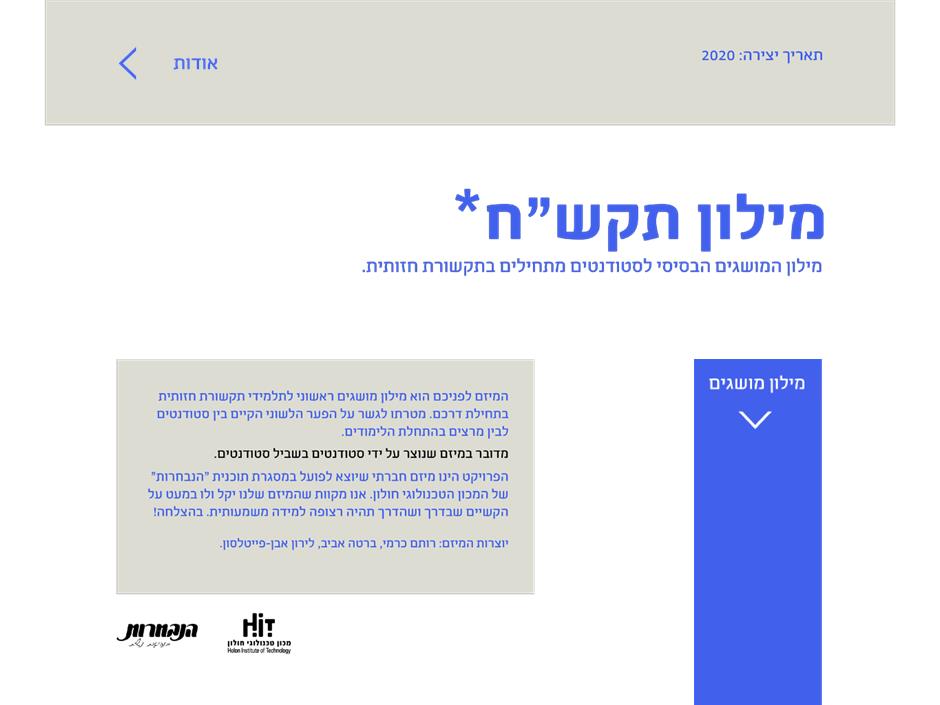 תאריך יצירה: 2020
אודות
מילון תקש״ח*
מילון המושגים הבסיסי לסטודנטים מתחילים בתקשורת חזותית.
מילון מושגים
המיזם לפניכם הוא מילון מושגים ראשוני לתלמידי תקשורת חזותית
בתחילת דרכם. מטרתו לגשר על הפער הלשוני הקיים בין סטודנטים
לבין מרצים בהתחלת הלימודים.
מדובר במיזם שנוצר על ידי סטודנטים בשביל סטודנטים.
הפרויקט הינו מיזם חברתי שיוצא לפועל במסגרת תוכנית ״הנבחרות״
של המכון הטכנולוגי חולון. אנו מקוות שהמיזם שלנו יקל ולו במעט על
הקשיים שבדרך ושהדרך תהיה רצופה למידה משמעותית. בהצלחה!
יוצרות המיזם: רותם כרמי, ברטה אביב, לירון אבן-פייטלסון.
HiT
מכון טכנולוגי חולון
Holon Institute of Technology
הנבחרות